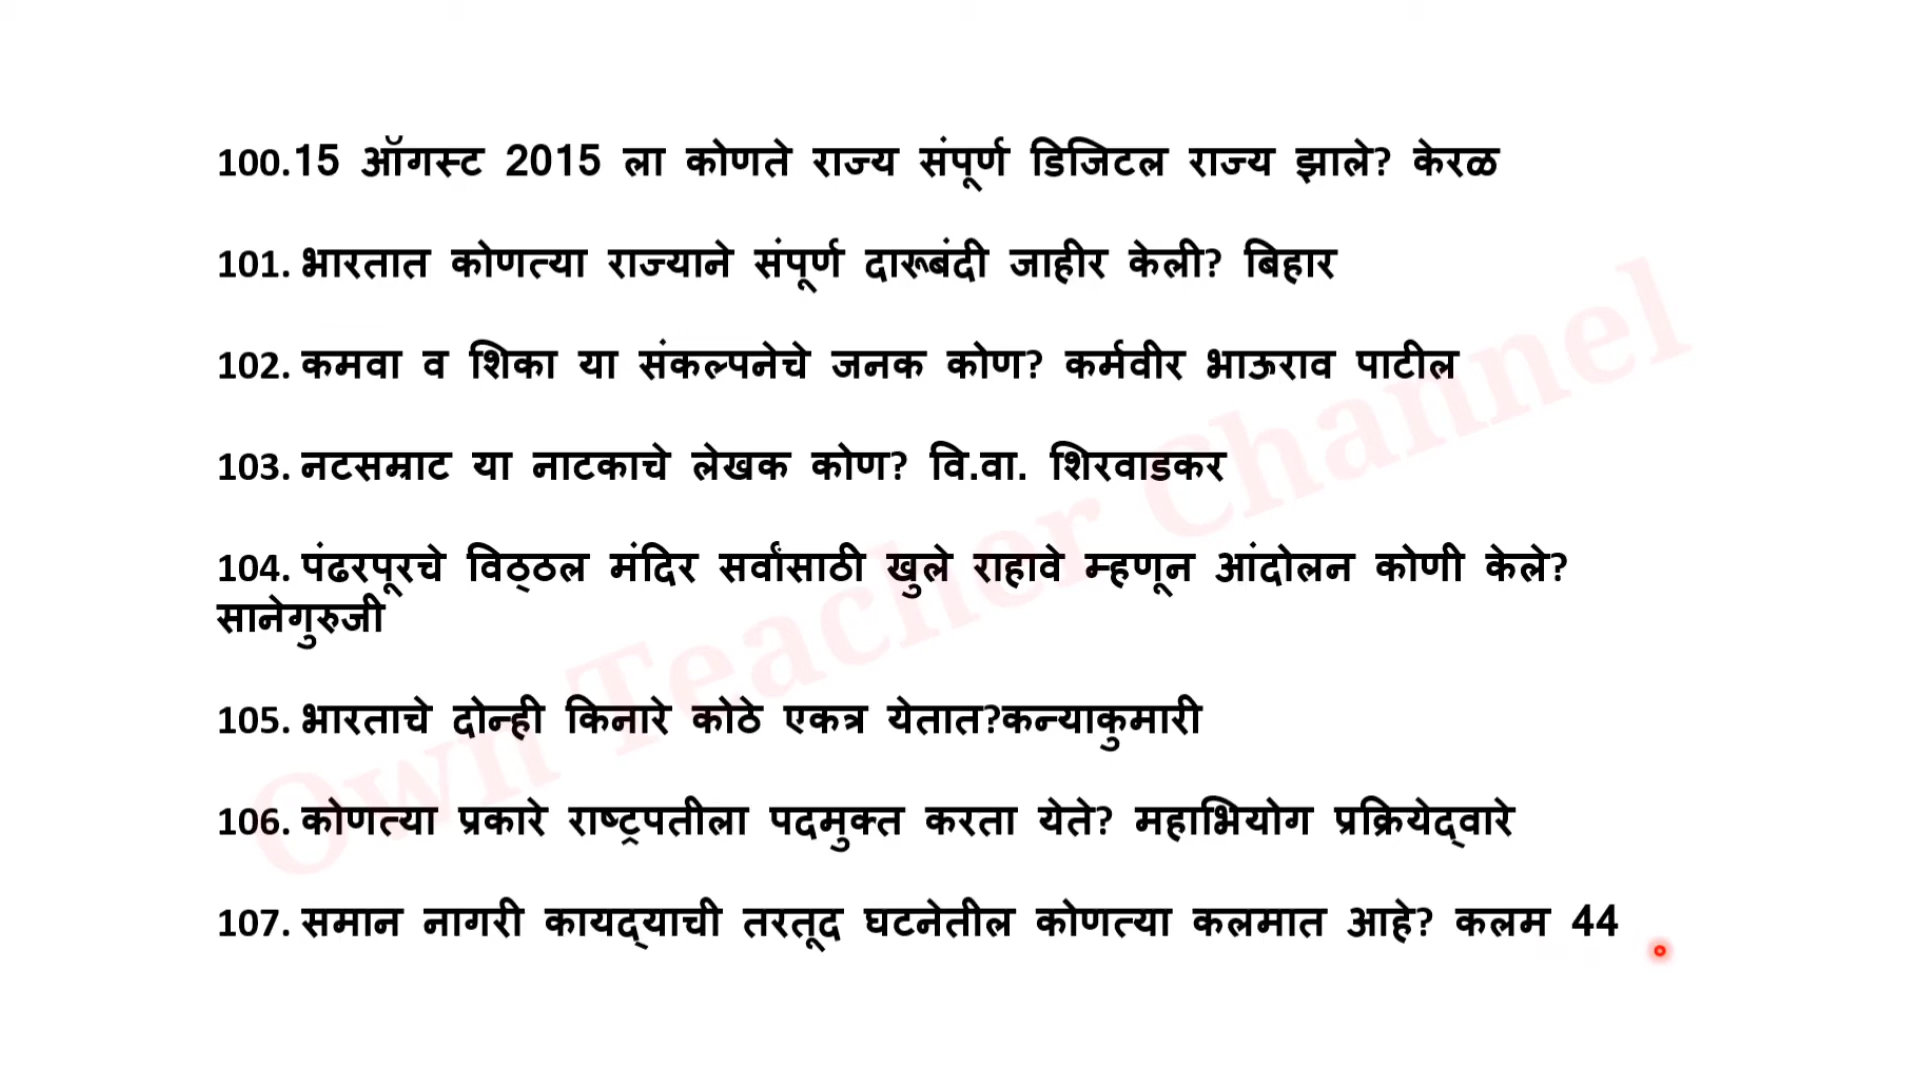 100.15 ऑगस्ट 2015 ला कोणते राज्य संपूर्ण डिजिटल राज्य झाले? केरळ
101. भारतात कोणत्या राज्याने संपूर्ण दारूबंदी जाहीर केली? बिहार
102. कमवा व शिका या संकल्पनेचे जनक कोण? कर्मवीर भाऊराव पाटील
103. नटसम्राट या नाटकाचे लेखक कोण? वि.वा. शिरवाडकर
104. पंढरपूरचे विठ्ठल मंदिर सर्वांसाठी खुले राहावे म्हणून आंदोलन कोणी केले?
सानेगुरुजी
105. भारताचे दोन्ही किनारे कोठे एकत्र येतात?कन्याकुमारी
106. कोणत्या प्रकारे राष्ट्रपतीला पदमुक्त करता येते? महाभियोग प्रक्रियेद्वारे
107. समान नागरी कायद्याची तरतूद घटनेतील कोणत्या कलमात आहे? कलम 44
Own Teacher Channel